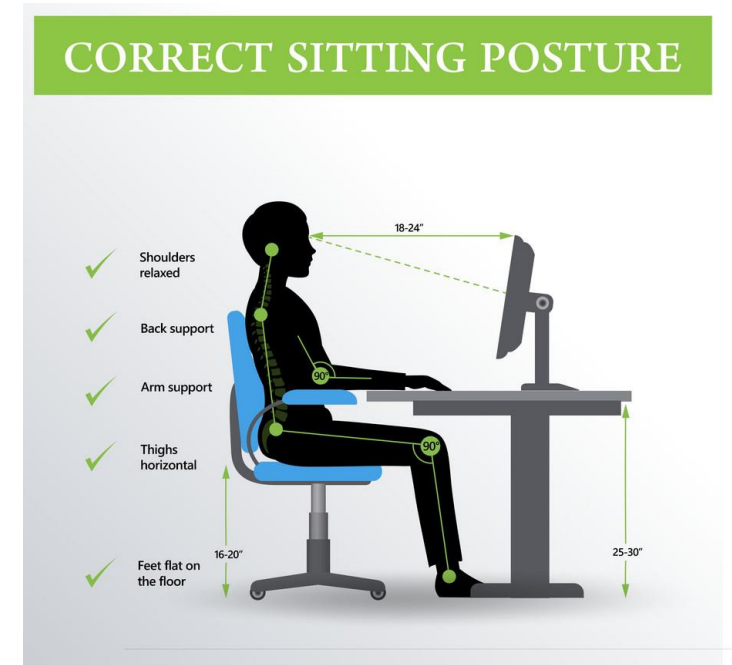 CORRECT SITTING POSTURE
18-24"
Shoulders
relaxed
Back support
90°
Arm support
Thighs
horizontal
90°
16-20"
25-30"
Feet flat on
the floor